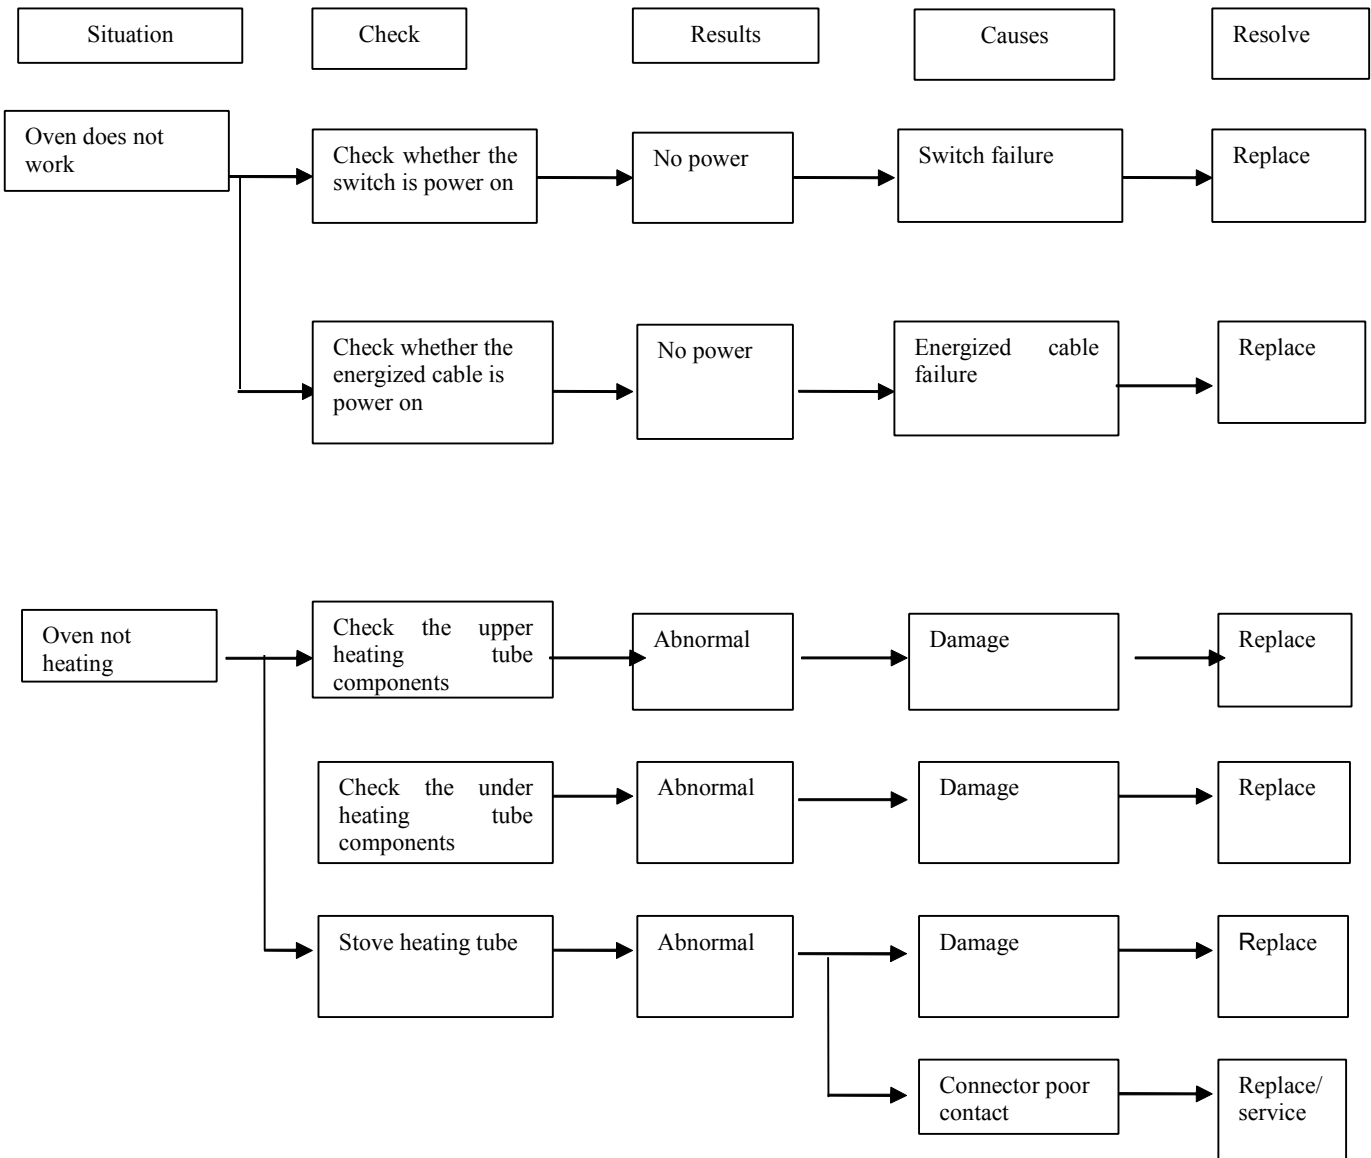 Situation
Check
Results
Causes
Resolve
Oven does not
work
Check whether the
switch is power on
No power
Switch failure
Replace
Check whether the
energized cable is
power on
No power
Energized cable
failure
Replace
Oven not
heating
Check the upper
heating tube
components
Abnormal
Damage
Replace
Check the under
heating tube
components
Abnormal
Damage
Replace
Stove heating tube
Abnormal
Damage
Replace
Connector poor
contact
Replace/
service